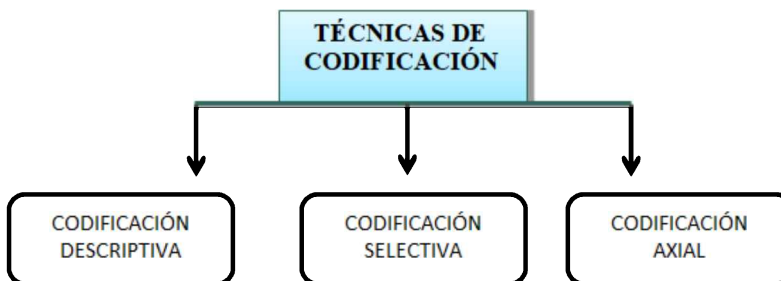 TÉCNICAS DE
CODIFICACIÓN
CODIFICACIÓN
DESCRIPTIVA
CODIFICACIÓN
SELECTIVA
CODIFICACIÓN
AXIAL